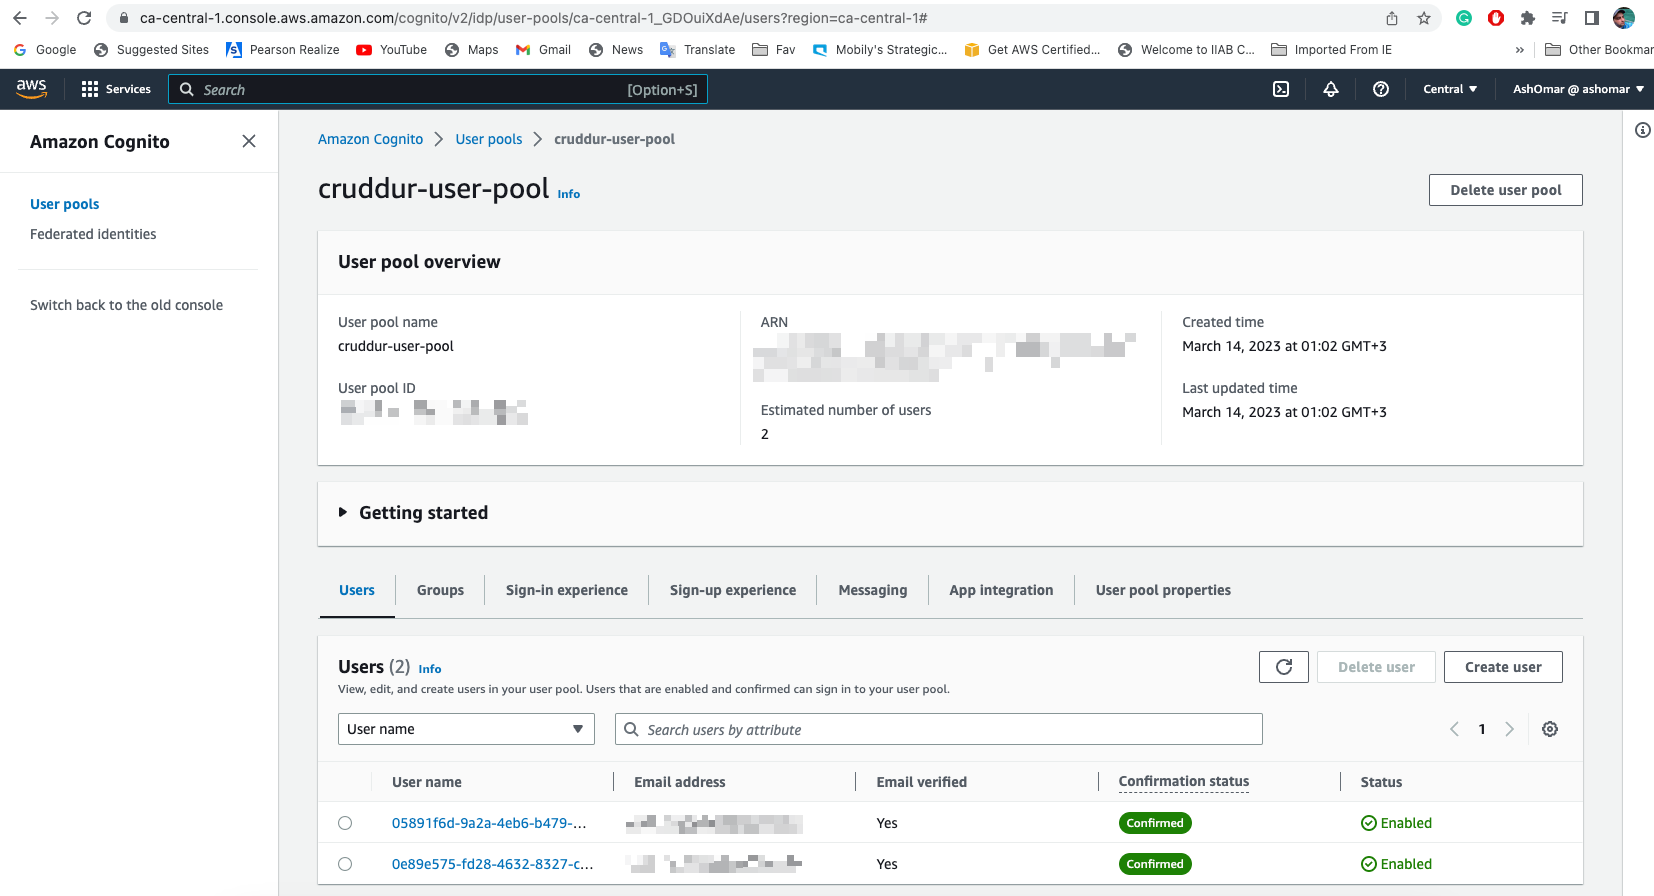 ca-central-1.console.aws.amazon.com/cognito/v2/idp/user-pools/ca-central-1_GDOuiXdAe/users?region=ca-central-1#
Google Suggested Sites Pearson Realize YouTube Maps Gmail News Translate Fav Mobily's Strategic... Get AWS Certified... Welcome to IIAB C... Imported From IE » Other Bookmar
aws Services Search [Option+S] Central AshOmar @ ashomar
Amazon Cognito
User pools
Federated identities
Switch back to the old console
Amazon Cognito > User pools > cruddur-user-pool
cruddur-user-pool Info
Delete user pool
User pool overview
User pool name
cruddur-user-pool
User pool ID
ARN
Estimated number of users
2
Created time
March 14, 2023 at 01:02 GMT+3
Last updated time
March 14, 2023 at 01:02 GMT+3
Getting started
Users Groups Sign-in experience Sign-up experience Messaging App integration User pool properties
Users (2) Info
View, edit, and create users in your user pool. Users that are enabled and confirmed can sign in to your user pool.
Delete user Create user
User name Search users by attribute 1
User name Email address Email verified Confirmation status Status
05891f6d-9a2a-4eb6-b479-... Yes Confirmed Enabled
0e89e575-fd28-4632-8327-c... Yes Confirmed Enabled